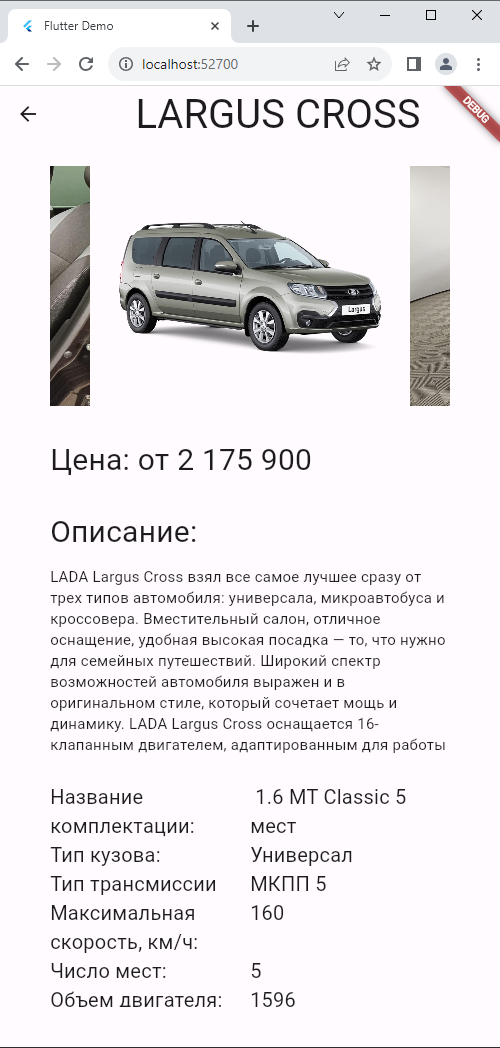 Flutter Demo
localhost:52700
LARGUS CROSS
DEBUG
Largus
Цена: от 2 175 900
Описание:
LADA Largus Cross взял все самое лучшее сразу от
трех типов автомобиля: универсала, микроавтобуса и
кроссовера. Вместительный салон, отличное
оснащение, удобная высокая посадка — то, что нужно
для семейных путешествий. Широкий спектр
возможностей автомобиля выражен и в
оригинальном стиле, который сочетает мощь и
динамику. LADA Largus Cross оснащается 16-
клапанным двигателем, адаптированным для работы
Название 1.6 MT Classic 5
комплектации: мест
Тип кузова: Универсал
Тип трансмиссии МКПП 5
Максимальная 160
скорость, км/ч:
Число мест: 5
Объем двигателя: 1596